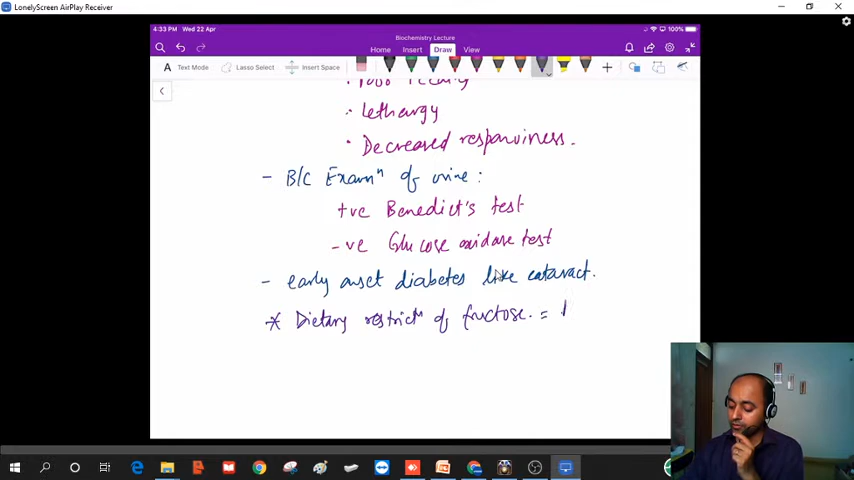 LonelyScreen AirPlay Receiver
4:33 PM Wed 22 Apr
100%
Biochemistry Lecture
Home Insert Draw View
Text Mode Lasso Select Insert Space
· Lethargy
· Decreased responviness.
- B/C Examⁿ of urine :
+ve Benedict's test
-ve Glucose oxidase test
- early onset diabetes like cataract.
* Dietary restrictⁿ of fructose. =